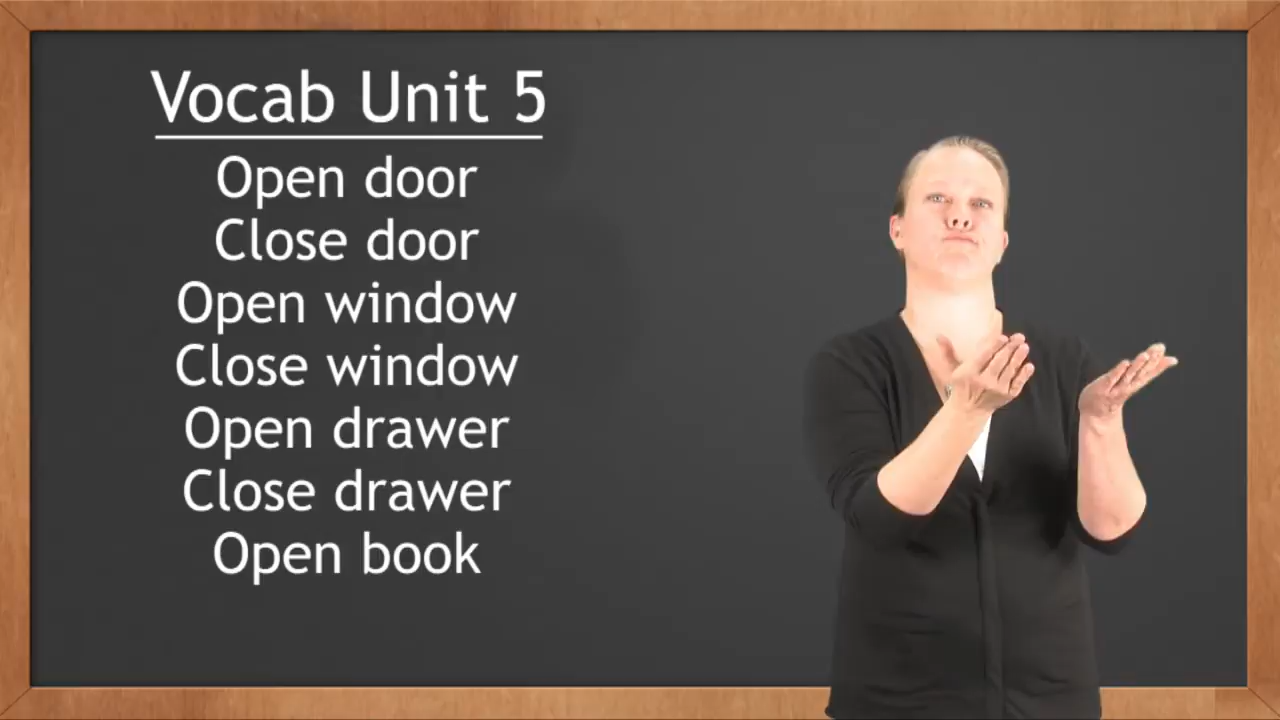 Vocab Unit 5
Open door
Close door
Open window
Close window
Open drawer
Close drawer
Open book